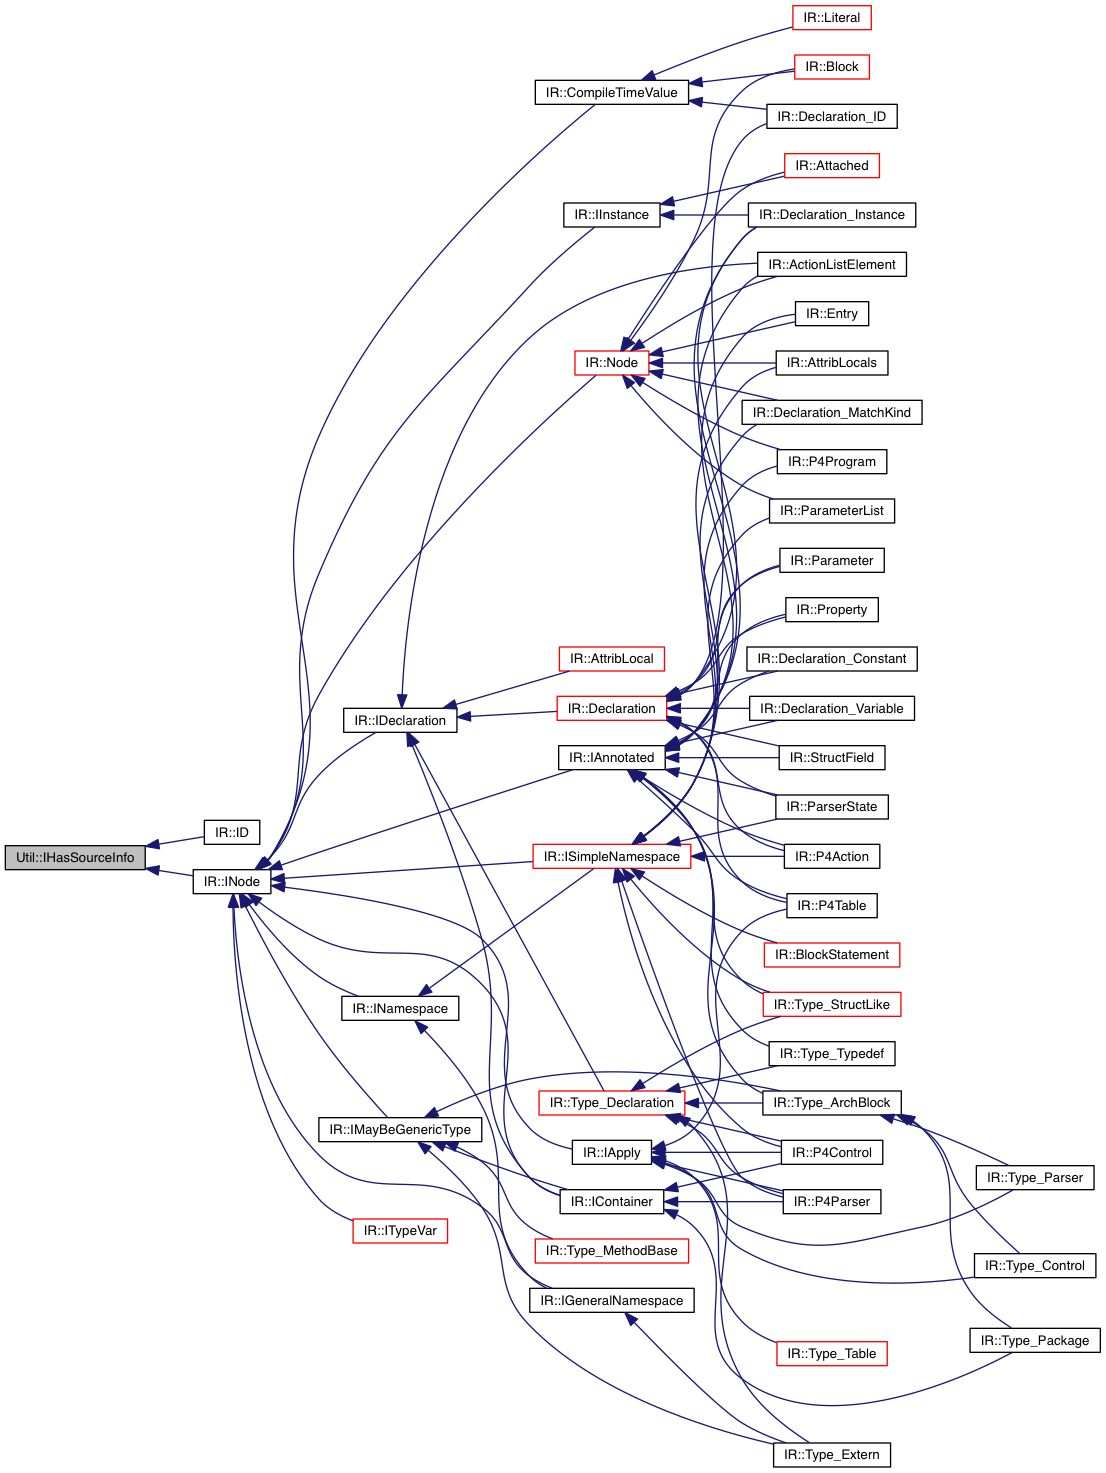 IR::Literal
IR::Block
IR::CompileTimeValue
IR::Declaration_ID
IR::Attached
IR::IInstance
IR::Declaration_Instance
IR::ActionListElement
IR::Entry
IR::Node
IR::AttribLocals
IR::Declaration_MatchKind
IR::P4Program
IR::ParameterList
IR::Parameter
IR::Property
IR::AttribLocal
IR::Declaration_Constant
IR::IDeclaration
IR::Declaration
IR::Declaration_Variable
IR::IAnnotated
IR::StructField
IR::ParserState
IR::ID
Util::IHasSourceInfo
IR::ISimpleNamespace
IR::P4Action
IR::INode
IR::P4Table
IR::BlockStatement
IR::INamespace
IR::Type_StructLike
IR::Type_Typedef
IR::Type_Declaration
IR::Type_ArchBlock
IR::IMayBeGenericType
IR::IApply
IR::P4Control
IR::Type_Parser
IR::IContainer
IR::P4Parser
IR::ITypeVar
IR::Type_MethodBase
IR::Type_Control
IR::IGeneralNamespace
IR::Type_Package
IR::Type_Table
IR::Type_Extern